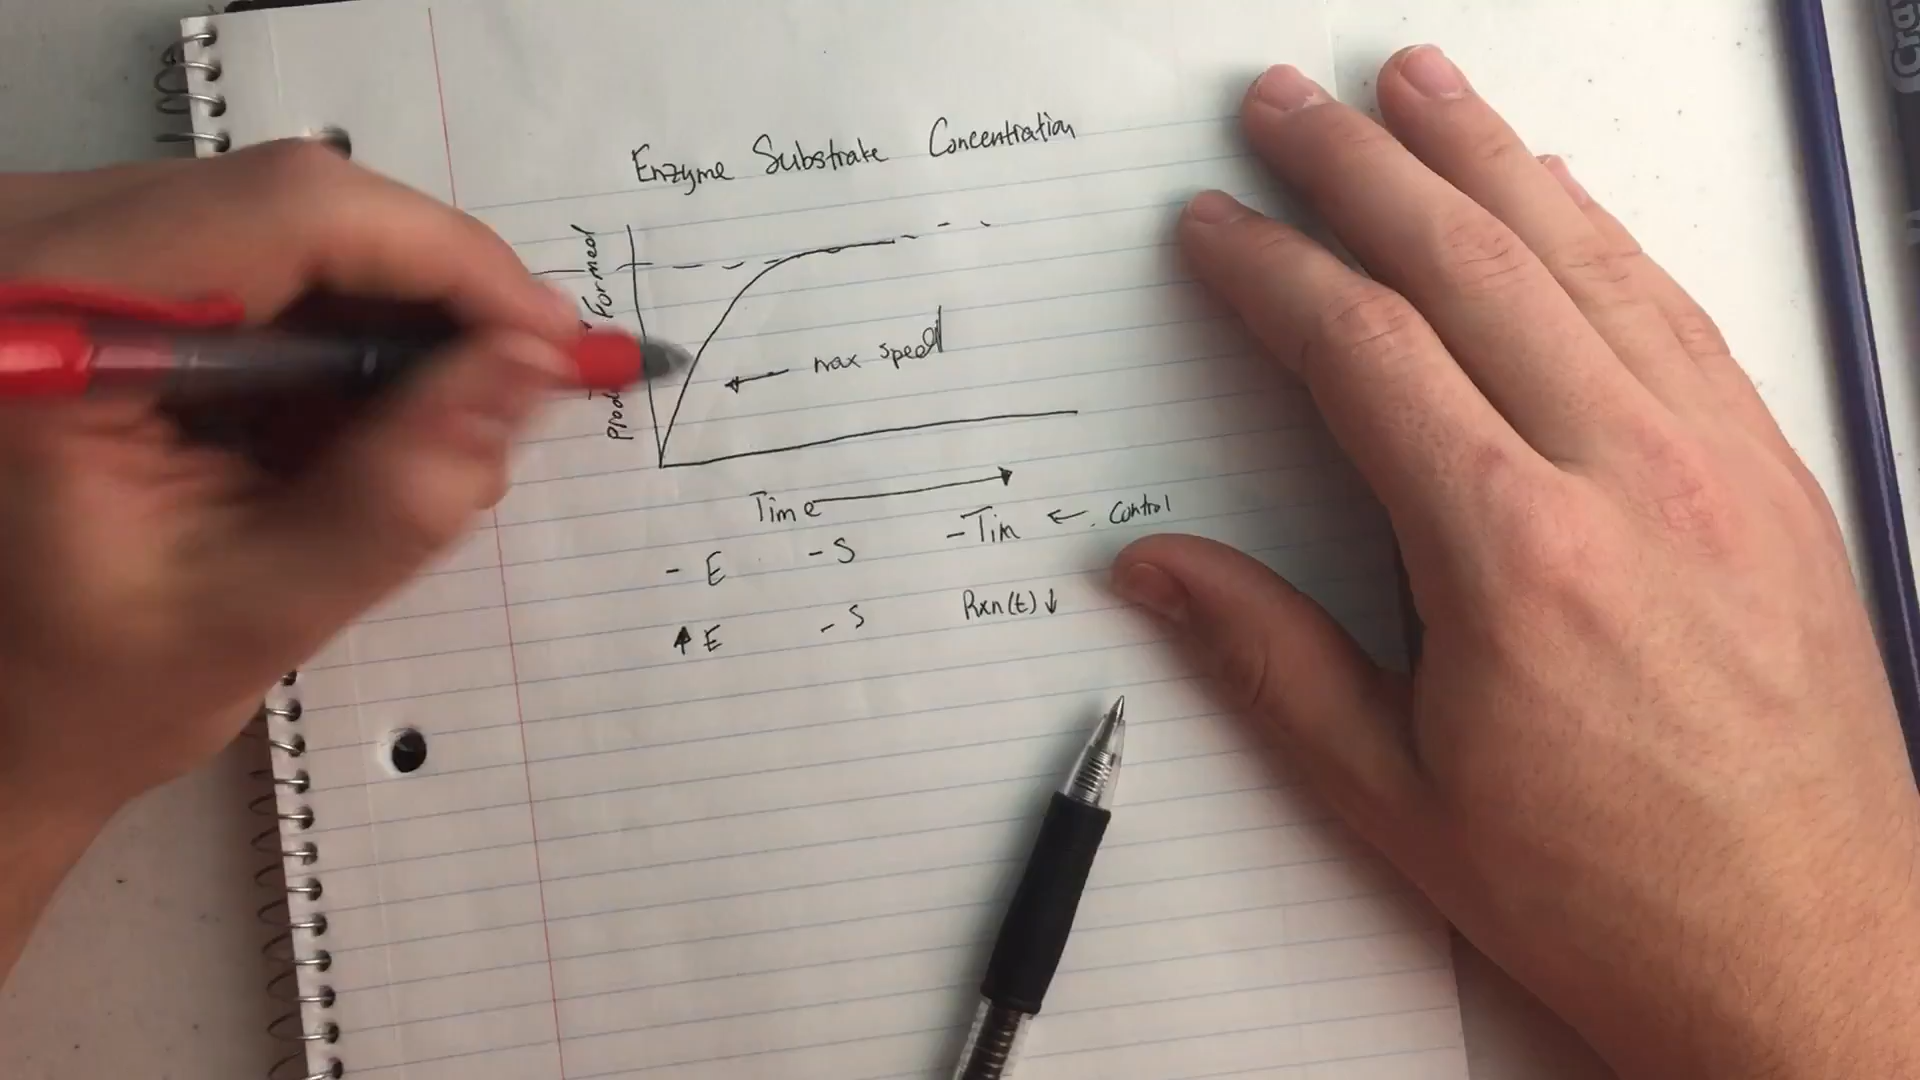 Enzyme Substrate Concentration
Formed
max speed
Time
- E - S - Tim ← Control
↑ E - S Rxn(t) ↓